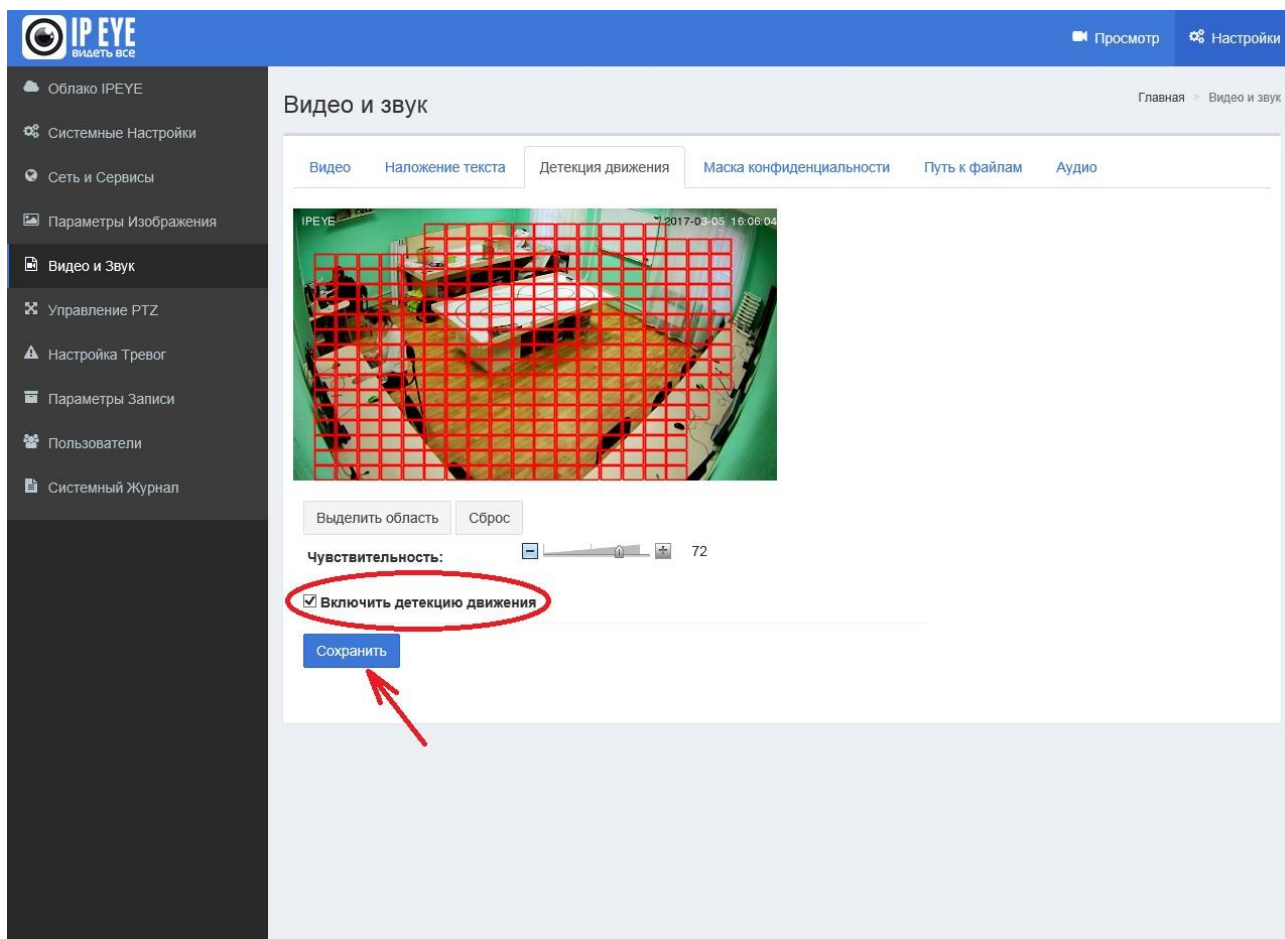 IP EYE
видеть все
Просмотр
Настройки
Облако IPEYE
Системные Настройки
Сеть и Сервисы
Параметры Изображения
Видео и Звук
Управление PTZ
Настройка Тревог
Параметры Записи
Пользователи
Системный Журнал
Видео и звук
Главная > Видео и звук
Видео
Наложение текста
Детекция движения
Маска конфиденциальности
Путь к файлам
Аудио
IPEYE
2017-03-05 16:06:04
Выделить область
Сброс
Чувствительность:
72
Включить детекцию движения
Сохранить